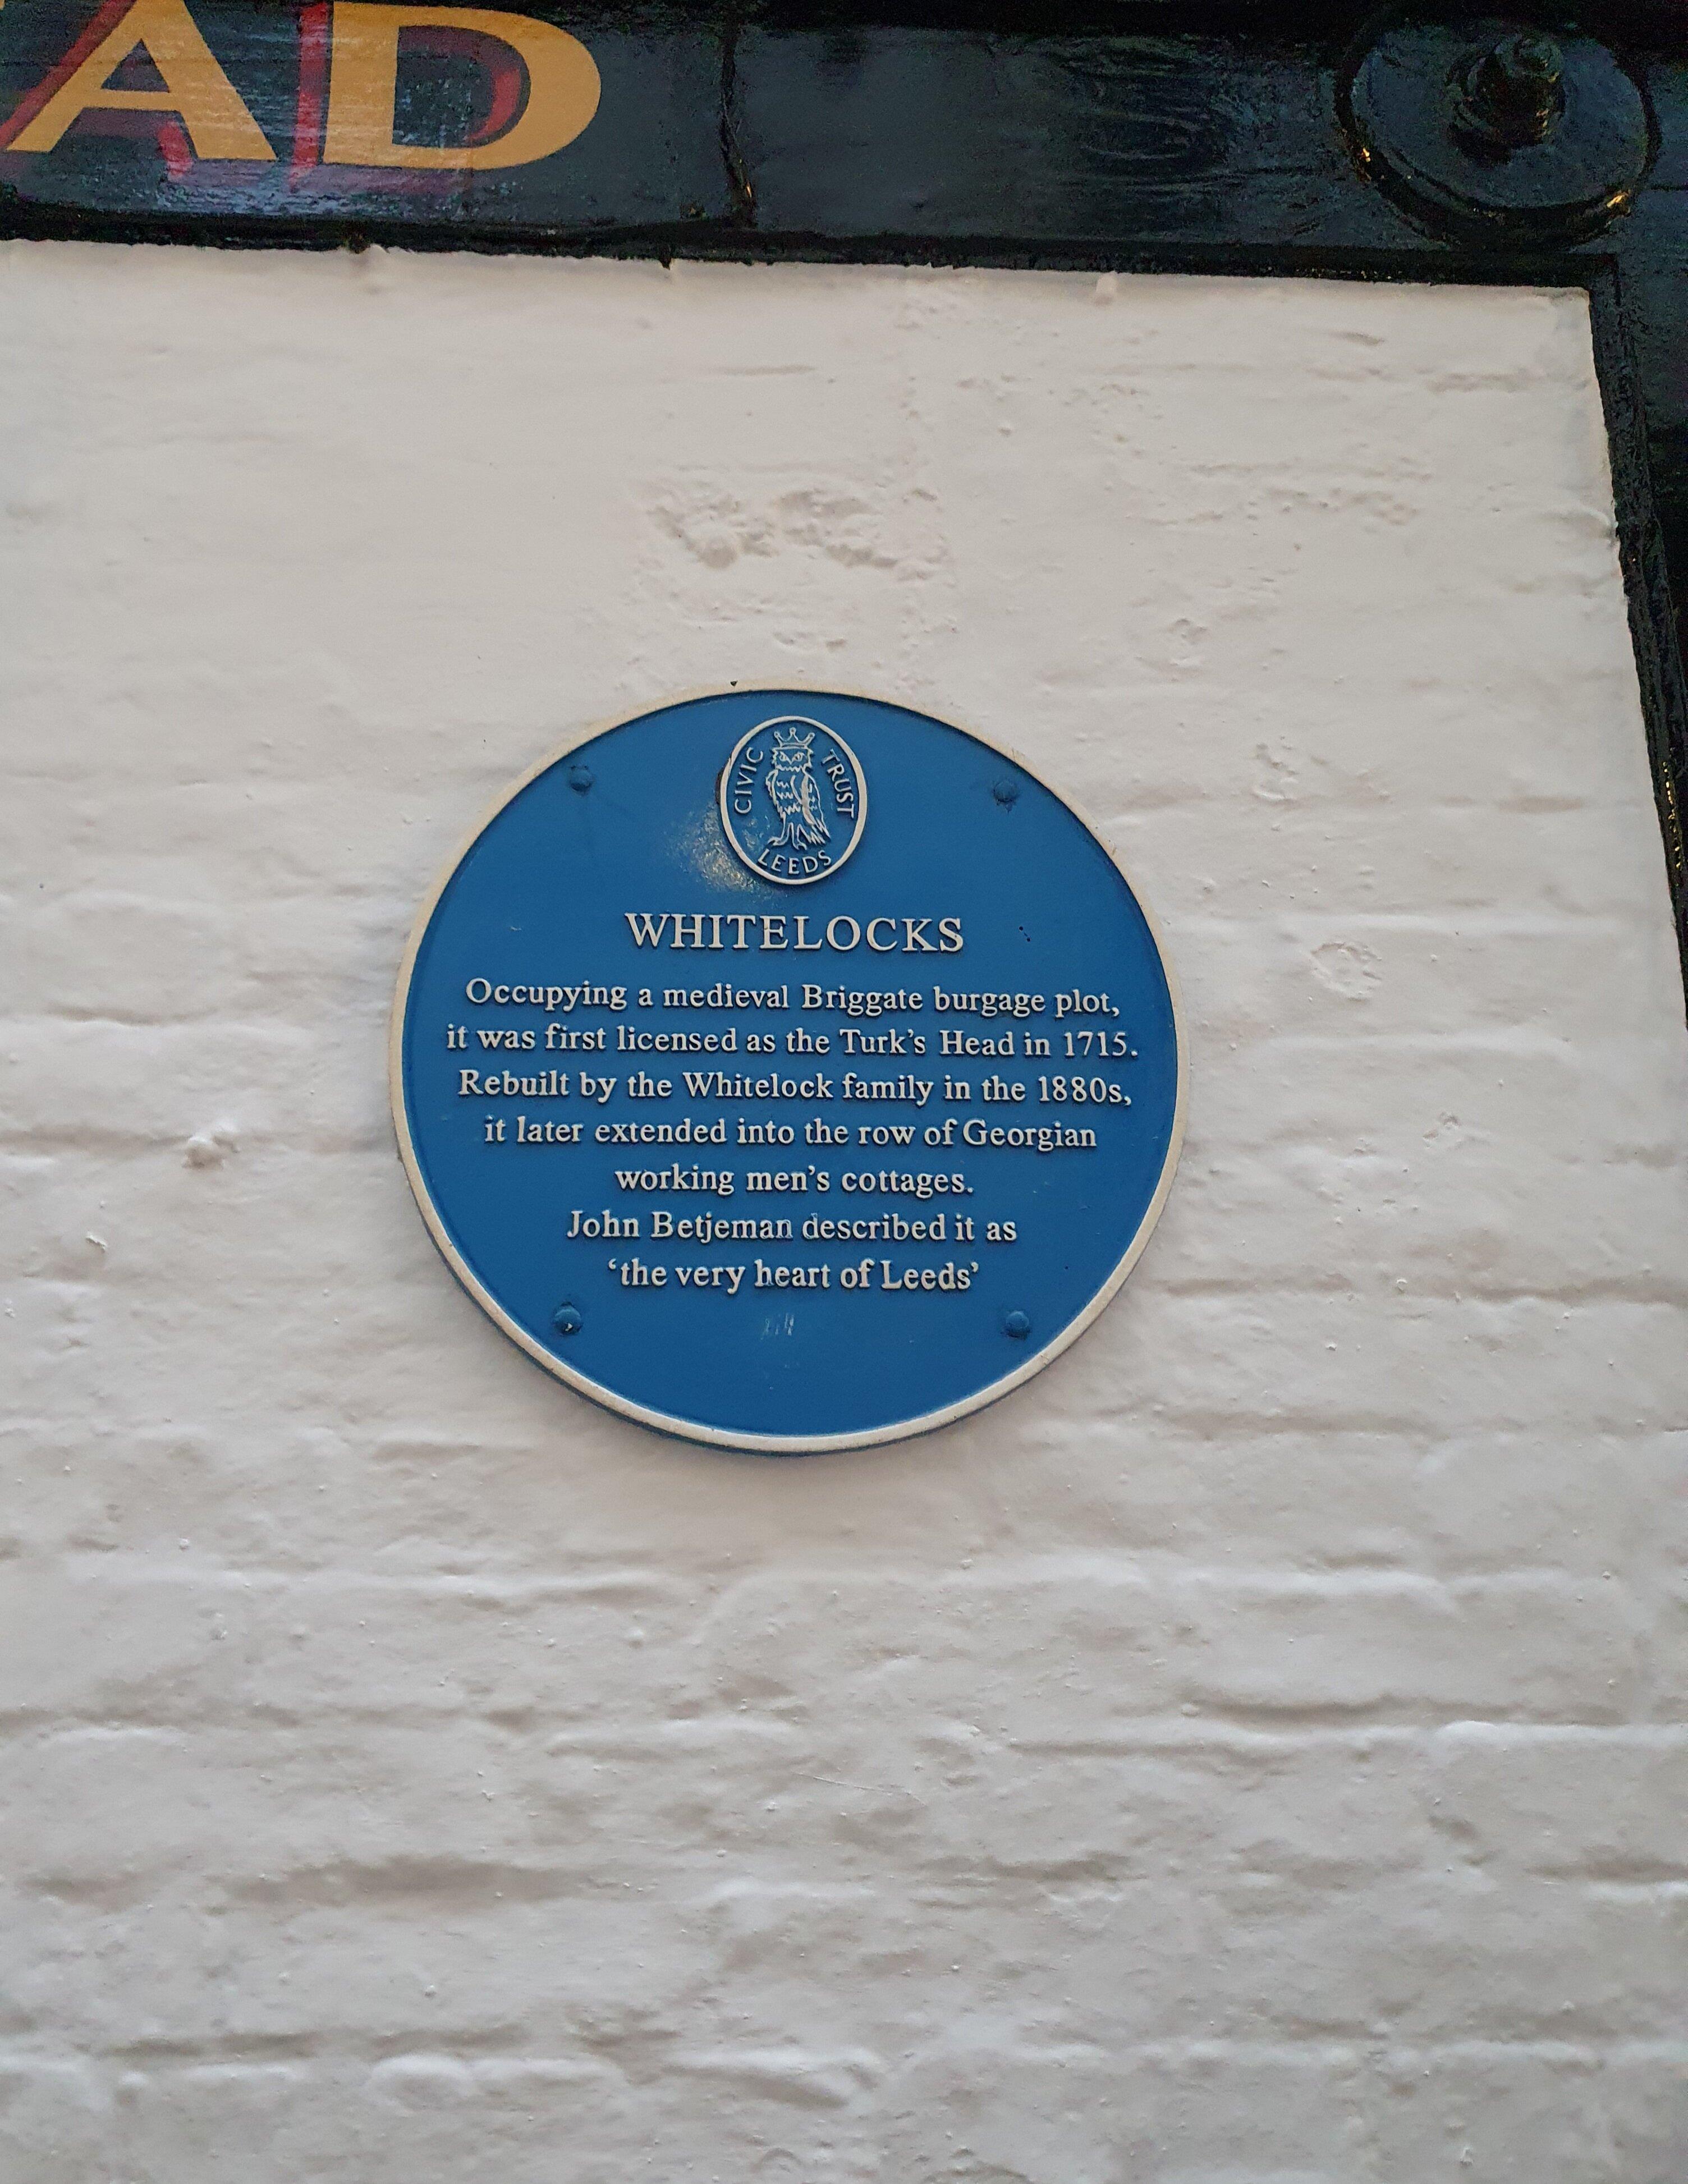 AD
CIVIC TRUST
LEEDS
WHITELOCKS
Occupying a medieval Briggate burgage plot,
it was first licensed as the Turk's Head in 1715.
Rebuilt by the Whitelock family in the 1880s,
it later extended into the row of Georgian
working men's cottages.
John Betjeman described it as
‘the very heart of Leeds’